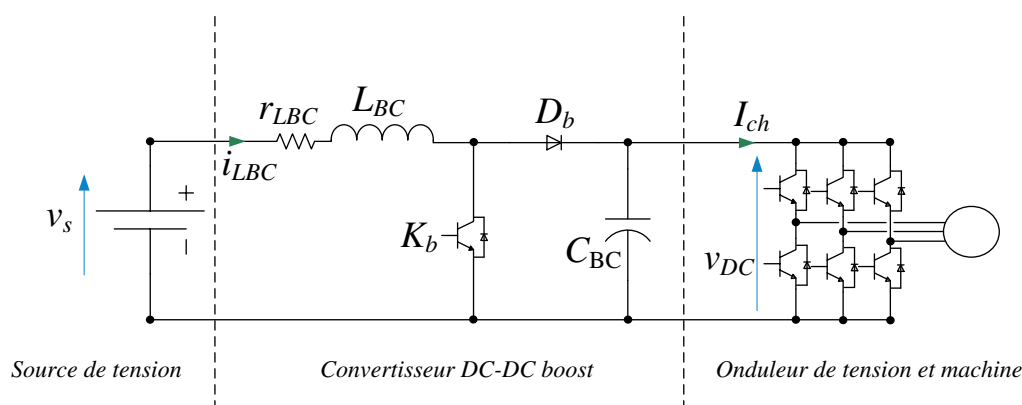 r_LBC
L_BC
D_b
I_ch
i_LBC
v_s
+
−
K_b
C_BC
v_DC
Source de tension
Convertisseur DC-DC boost
Onduleur de tension et machine